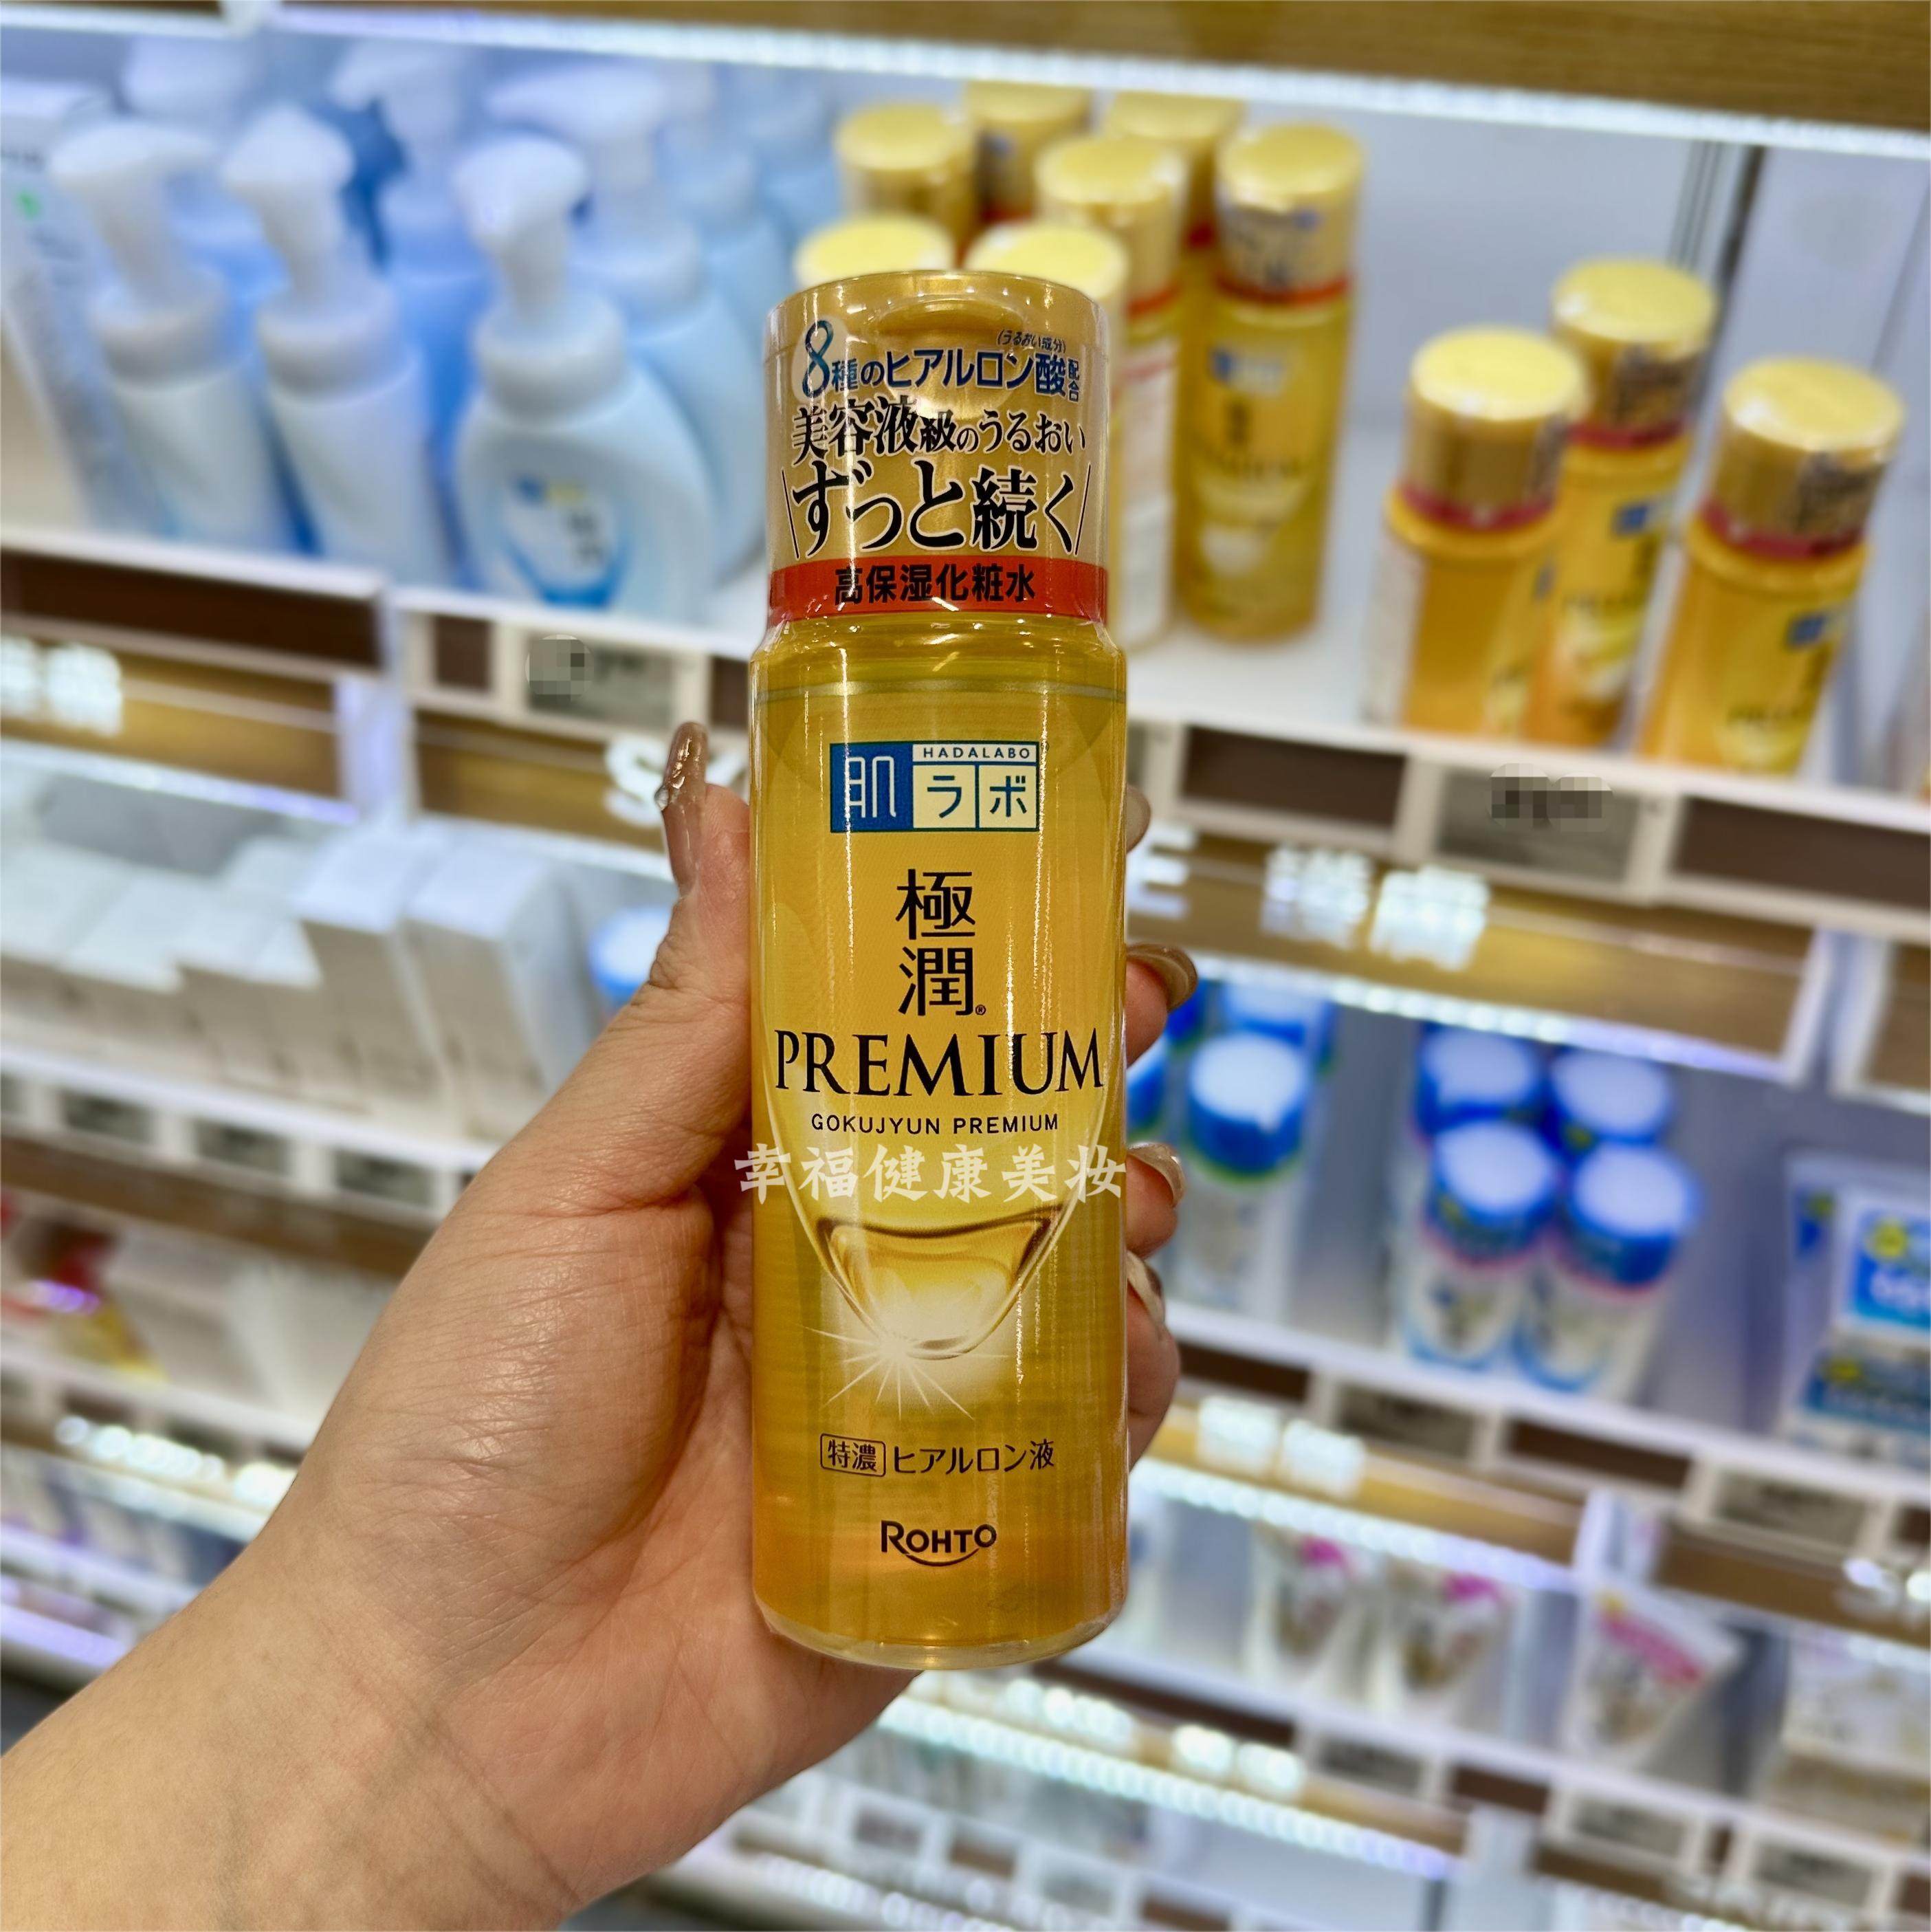 (うるおい成分)
8種のヒアルロン酸配合
美容液級のうるおい
ずっと続く
高保湿化粧水
HADALABO
肌ラボ
極潤®
PREMIUM
GOKUJYUN PREMIUM
幸福健康美妆
特濃 ヒアルロン液
ROHTO